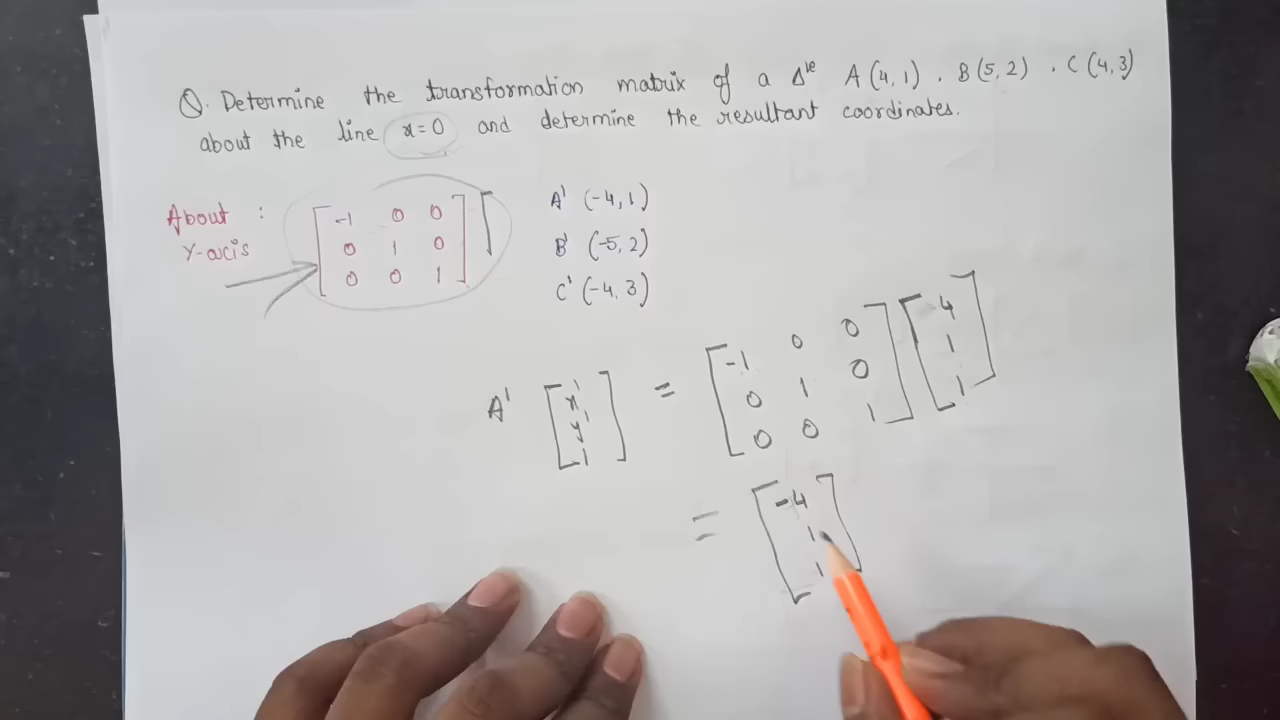 Q. Determine the transformation matrix of a Δle A(4,1) . B(5,2) . C(4,3)
about the line x=0 and determine the resultant coordinates.
About :
Y-axis
-1 0 0
0 1 0
0 0 1
A' (-4,1)
B' (-5,2)
C' (-4,3)
A' [x' y' 1] = [-1 0 0
0 1 0
0 0 1] [4
1
1]
= [-4
1
1]